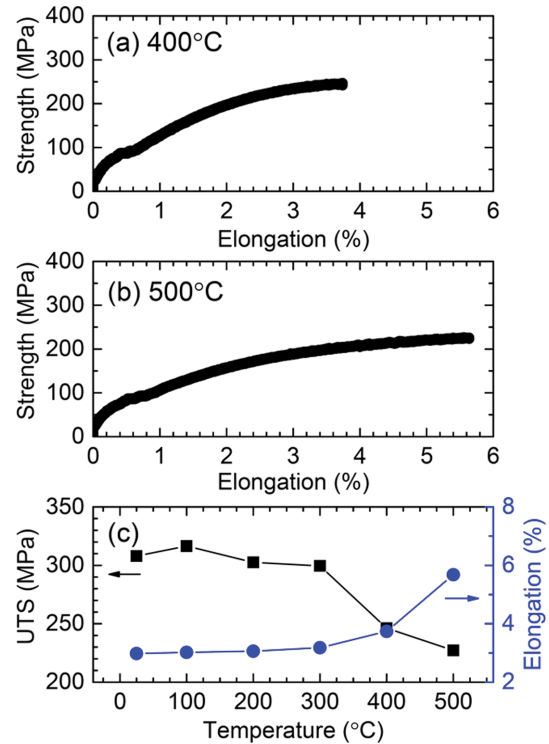 (a) 400°C
Strength (MPa)
400
300
200
100
0
0 1 2 3 4 5 6
Elongation (%)
(b) 500°C
Strength (MPa)
400
300
200
100
0
0 1 2 3 4 5 6
Elongation (%)
(c)
UTS (MPa)
350
300
250
200
8
6
4
2
Elongation (%)
0 100 200 300 400 500
Temperature (°C)